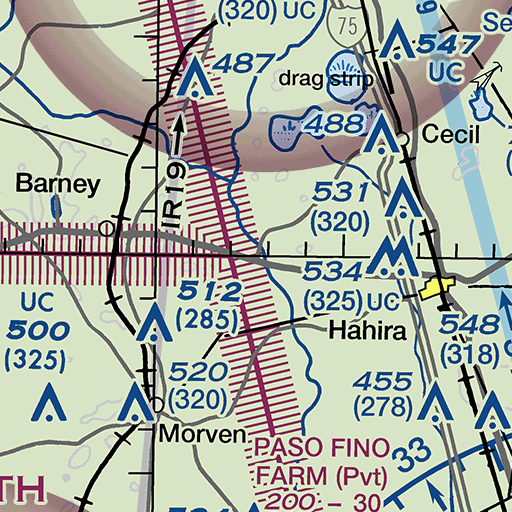 (320) UC
75
6
Se
487
547
UC
drag strip
488
Cecil
IR19
Barney
531
(320)
534
(325) UC
512
(285)
UC
500
(325)
Hahira
548
(318)
520
(320)
455
(278)
Morven
PASO FINO
FARM (Pvt)
200 - 30
33
TH